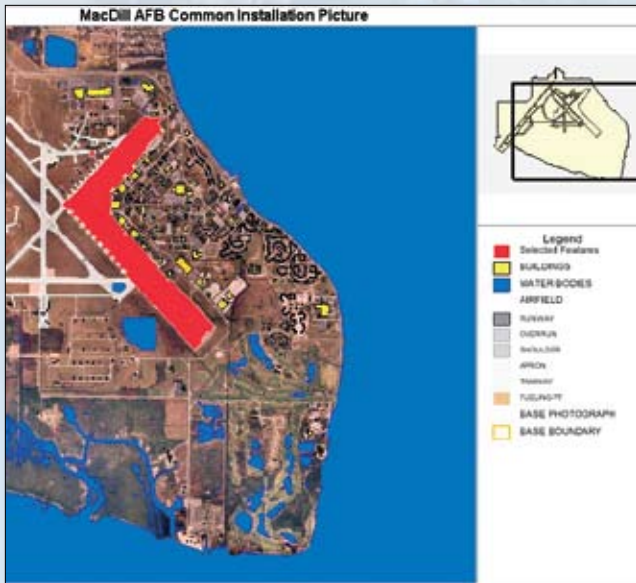 MacDill AFB Common Installation Picture
Legend
Selected Features
BUILDINGS
WATER BODIES
AIRFIELD
RUNWAY
OVERRUN
SHOULDER
APRON
TAXIWAY
BASE PHOTOGRAPH
BASE BOUNDARY